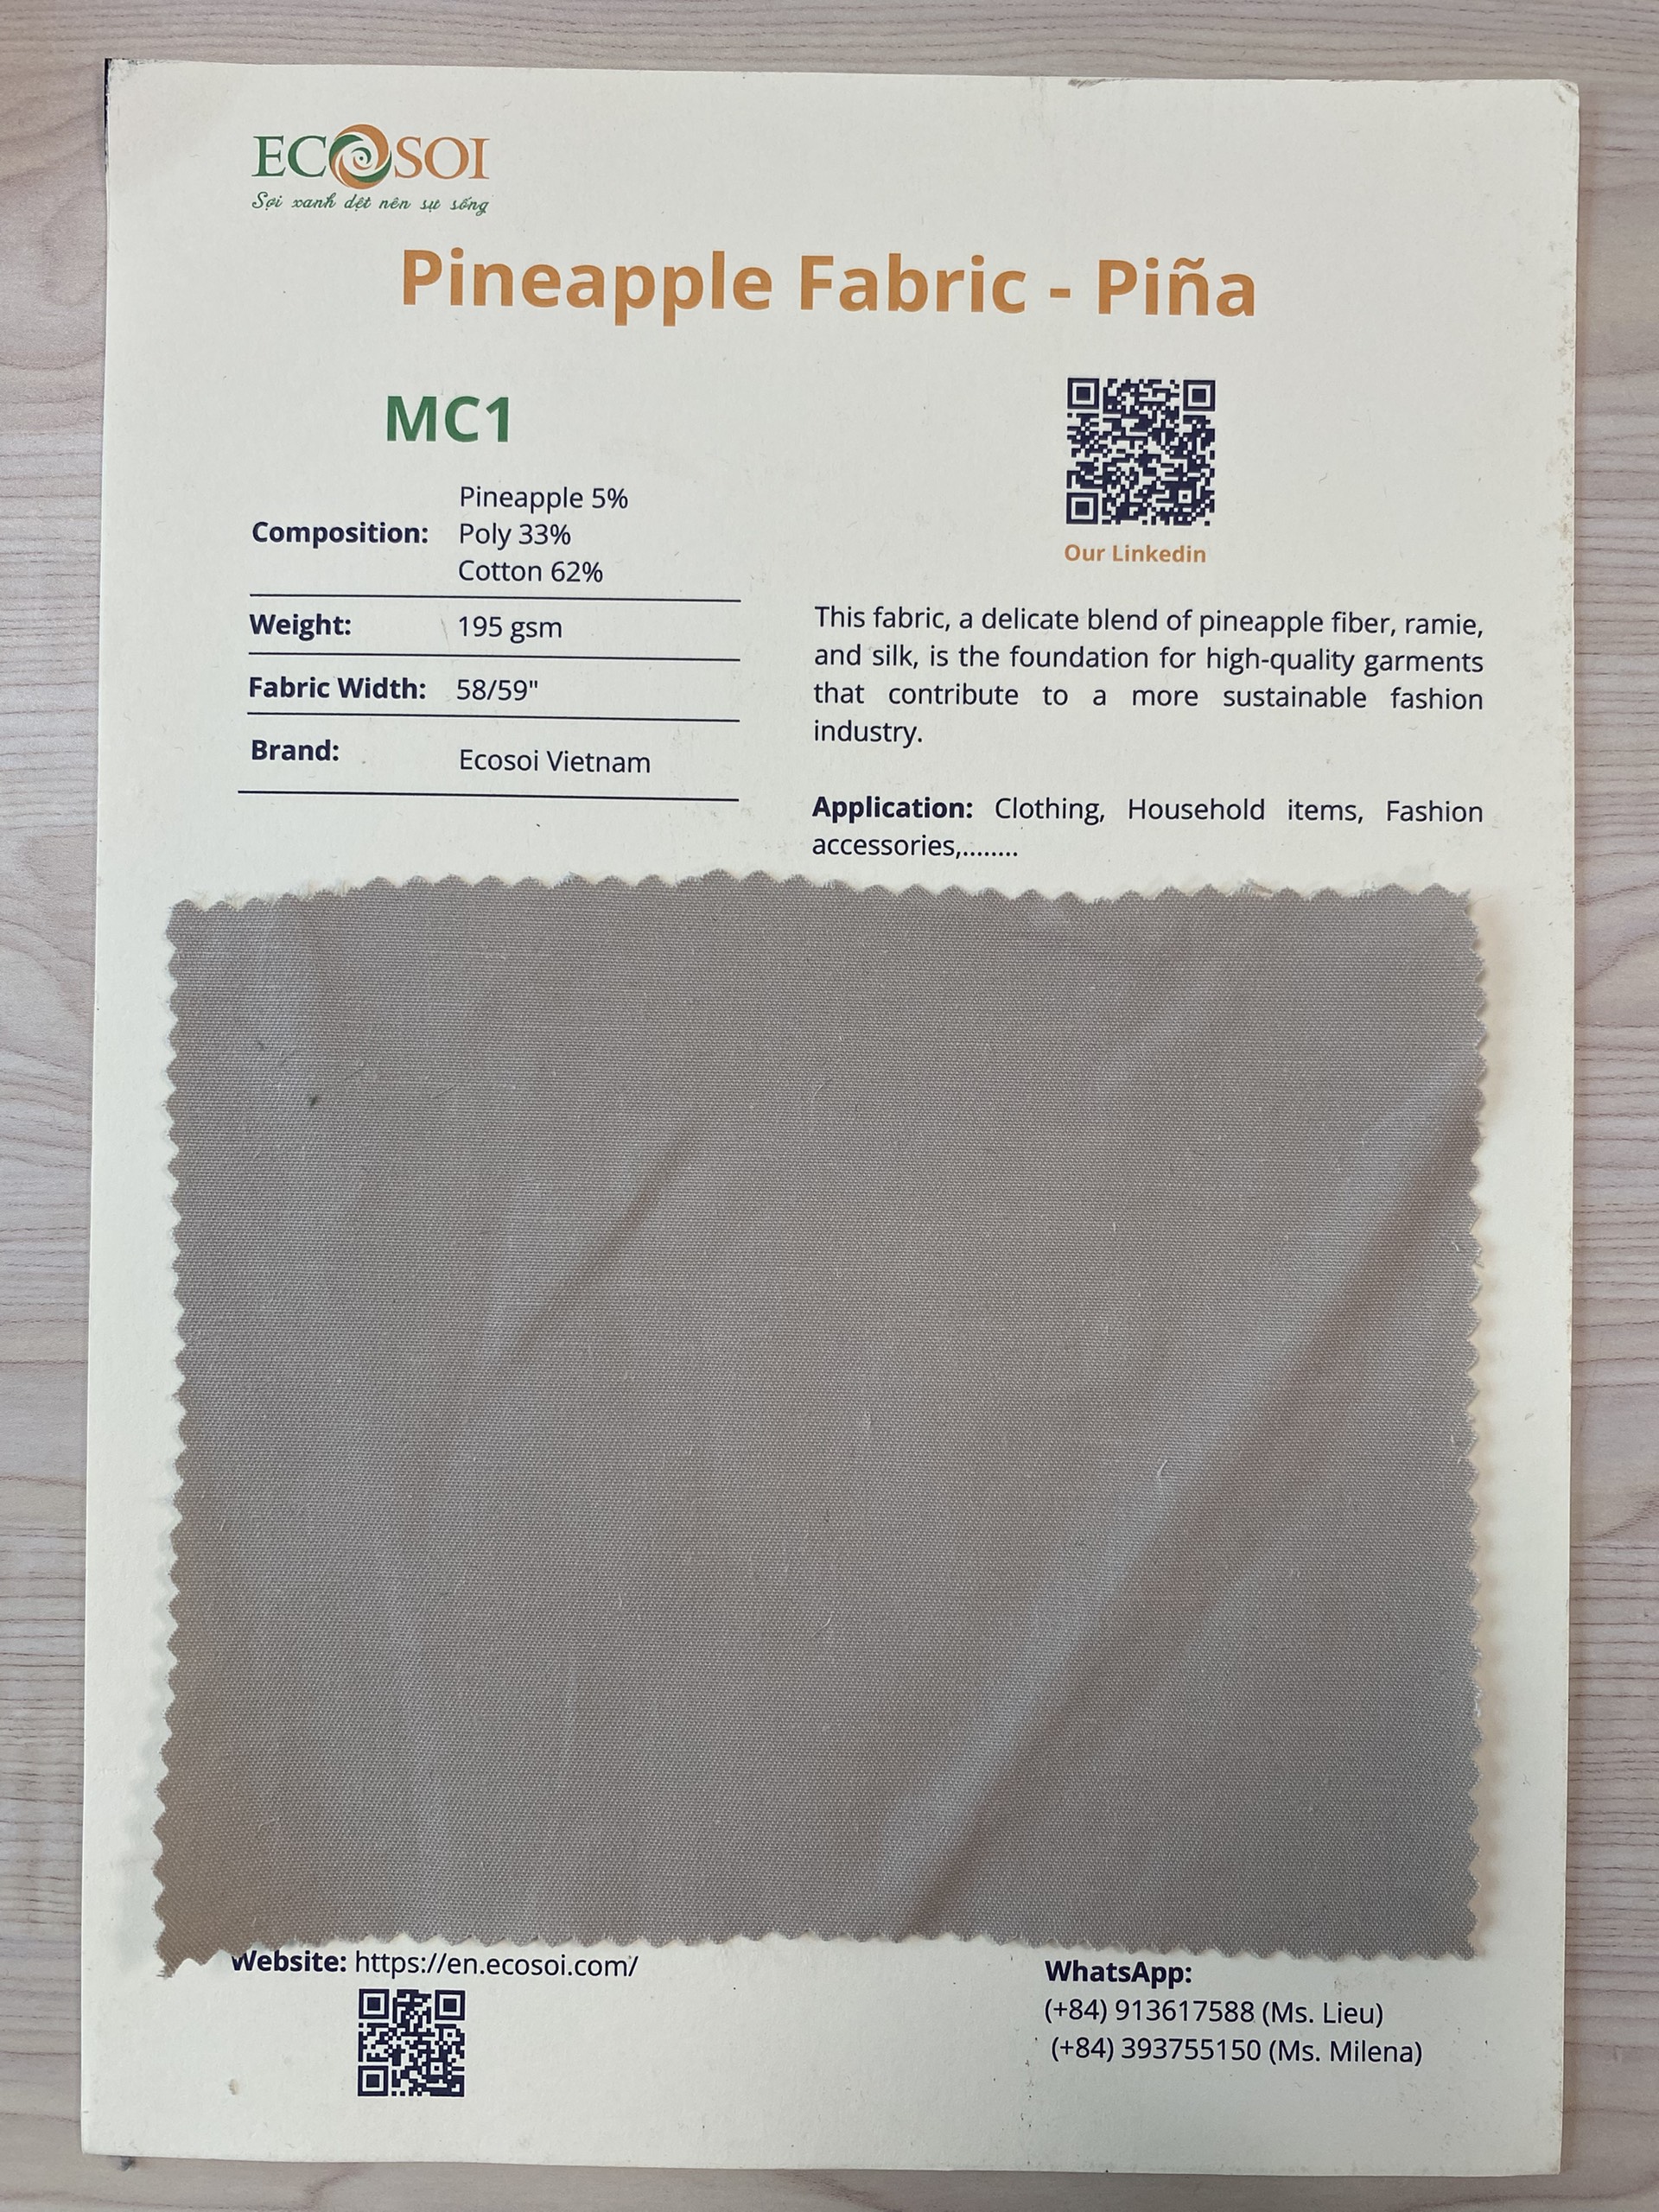 ECOSOI
Sợi xanh dệt nên sự sống
Pineapple Fabric - Piña
MC1
Composition:
Pineapple 5%
Poly 33%
Cotton 62%
Weight: 195 gsm
Fabric Width: 58/59"
Brand: Ecosoi Vietnam
Our Linkedin
This fabric, a delicate blend of pineapple fiber, ramie,
and silk, is the foundation for high-quality garments
that contribute to a more sustainable fashion
industry.
Application: Clothing, Household items, Fashion
accessories,........
Website: https://en.ecosoi.com/
WhatsApp:
(+84) 913617588 (Ms. Lieu)
(+84) 393755150 (Ms. Milena)